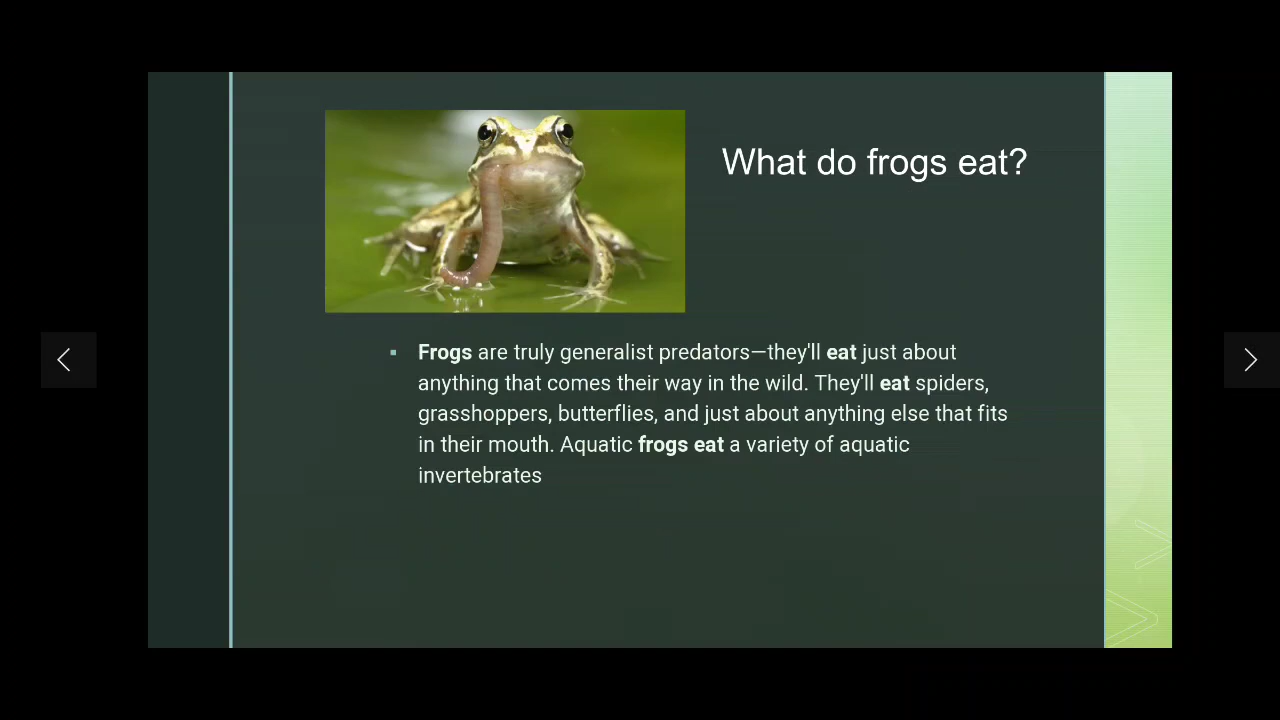 What do frogs eat?
Frogs are truly generalist predators—they'll eat just about
anything that comes their way in the wild. They'll eat spiders,
grasshoppers, butterflies, and just about anything else that fits
in their mouth. Aquatic frogs eat a variety of aquatic
invertebrates